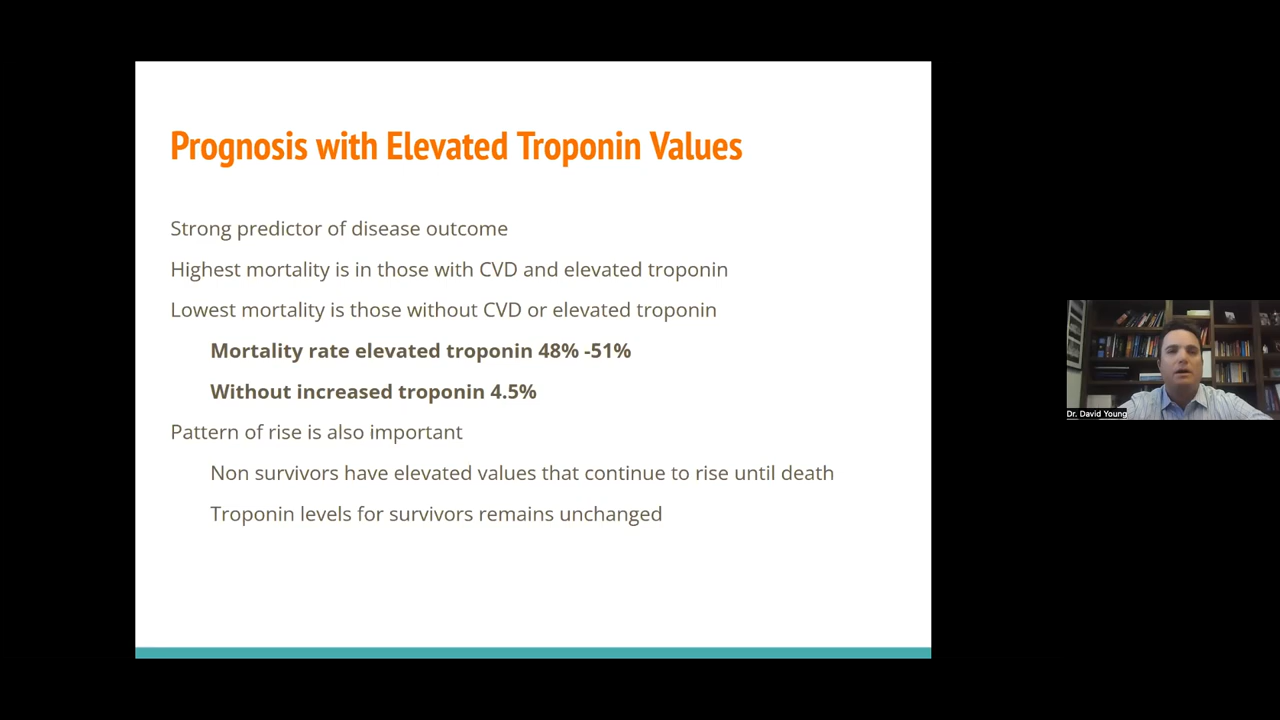 Prognosis with Elevated Troponin Values
Strong predictor of disease outcome
Highest mortality is in those with CVD and elevated troponin
Lowest mortality is those without CVD or elevated troponin
Mortality rate elevated troponin 48% -51%
Without increased troponin 4.5%
Pattern of rise is also important
Non survivors have elevated values that continue to rise until death
Troponin levels for survivors remains unchanged
Dr. David Young